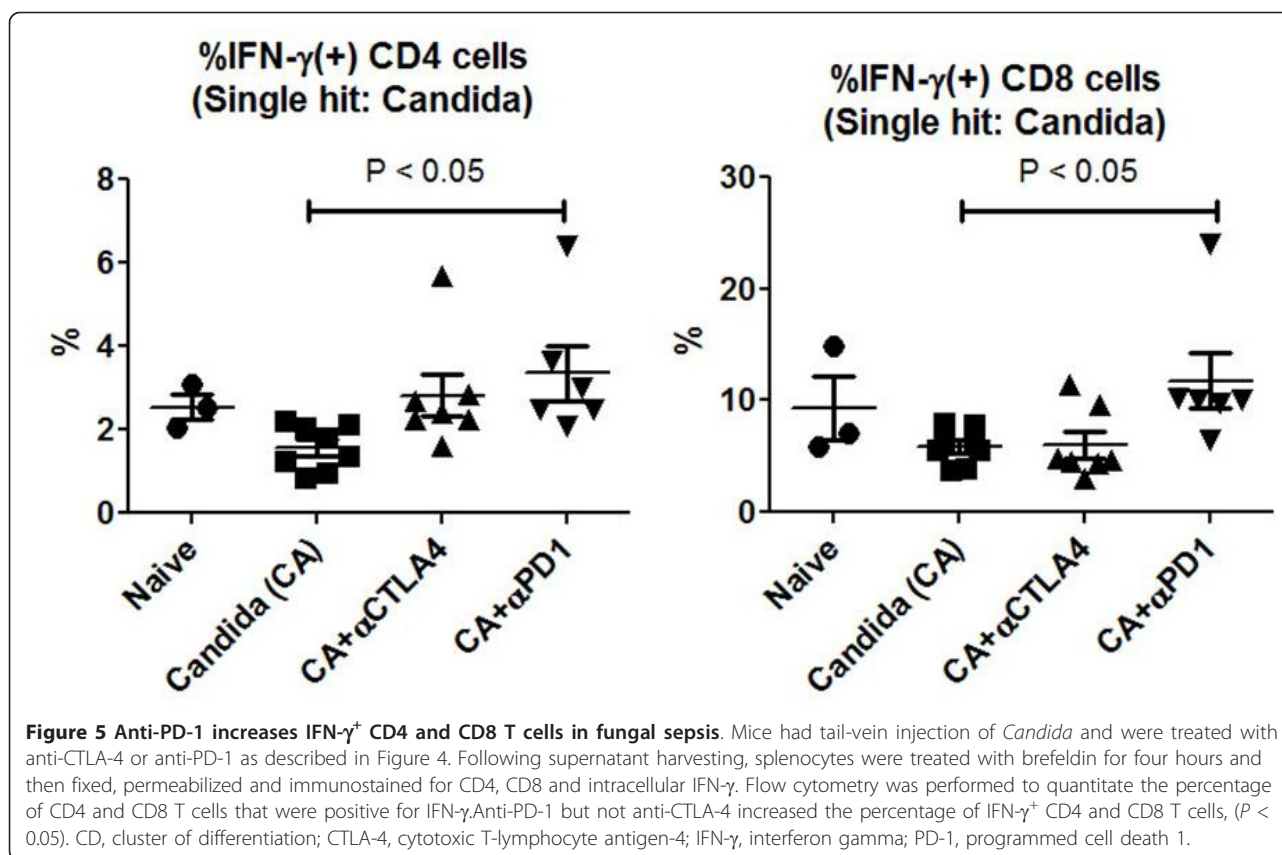 %IFN-γ(+) CD4 cells
(Single hit: Candida)
P < 0.05
8
6
4
2
0
%
Naive
Candida (CA)
CA+αCTLA4
CA+αPD1
%IFN-γ(+) CD8 cells
(Single hit: Candida)
P < 0.05
30
20
10
0
%
Naive
Candida (CA)
CA+αCTLA4
CA+αPD1
Figure 5 Anti-PD-1 increases IFN-γ+ CD4 and CD8 T cells in fungal sepsis. Mice had tail-vein injection of Candida and were treated with
anti-CTLA-4 or anti-PD-1 as described in Figure 4. Following supernatant harvesting, splenocytes were treated with brefeldin for four hours and
then fixed, permeabilized and immunostained for CD4, CD8 and intracellular IFN-γ. Flow cytometry was performed to quantitate the percentage
of CD4 and CD8 T cells that were positive for IFN-γ.Anti-PD-1 but not anti-CTLA-4 increased the percentage of IFN-γ+ CD4 and CD8 T cells, (P <
0.05). CD, cluster of differentiation; CTLA-4, cytotoxic T-lymphocyte antigen-4; IFN-γ, interferon gamma; PD-1, programmed cell death 1.